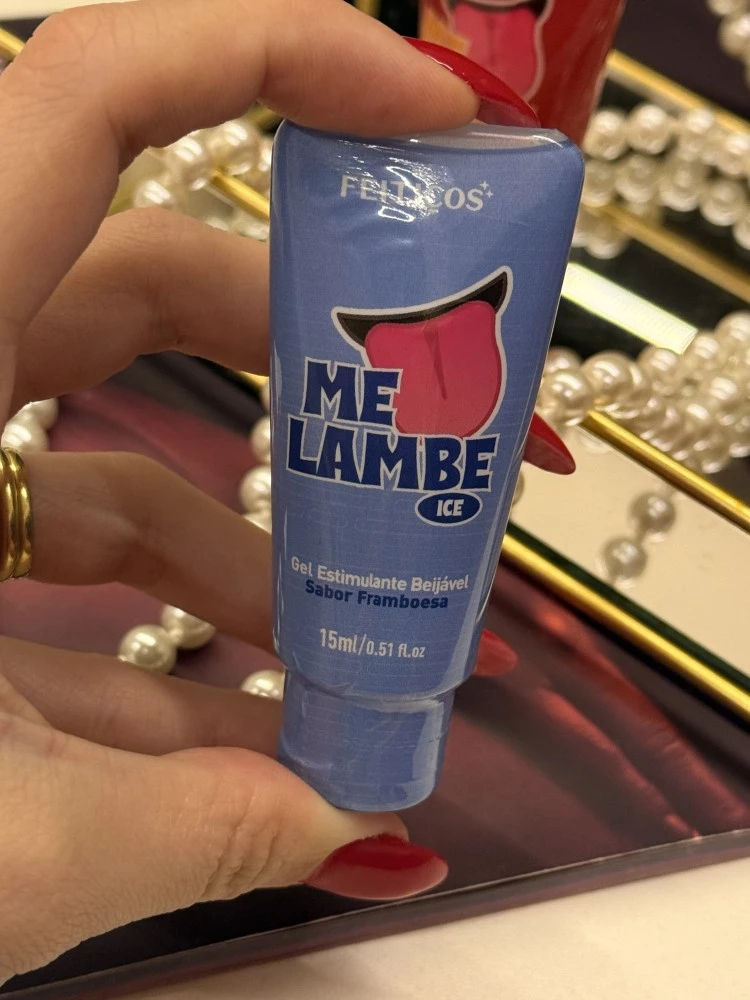 FEITIÇOS
ME
LAMBE
ICE
Gel Estimulante Beijável
Sabor Framboesa
15ml/0.51 fl.oz